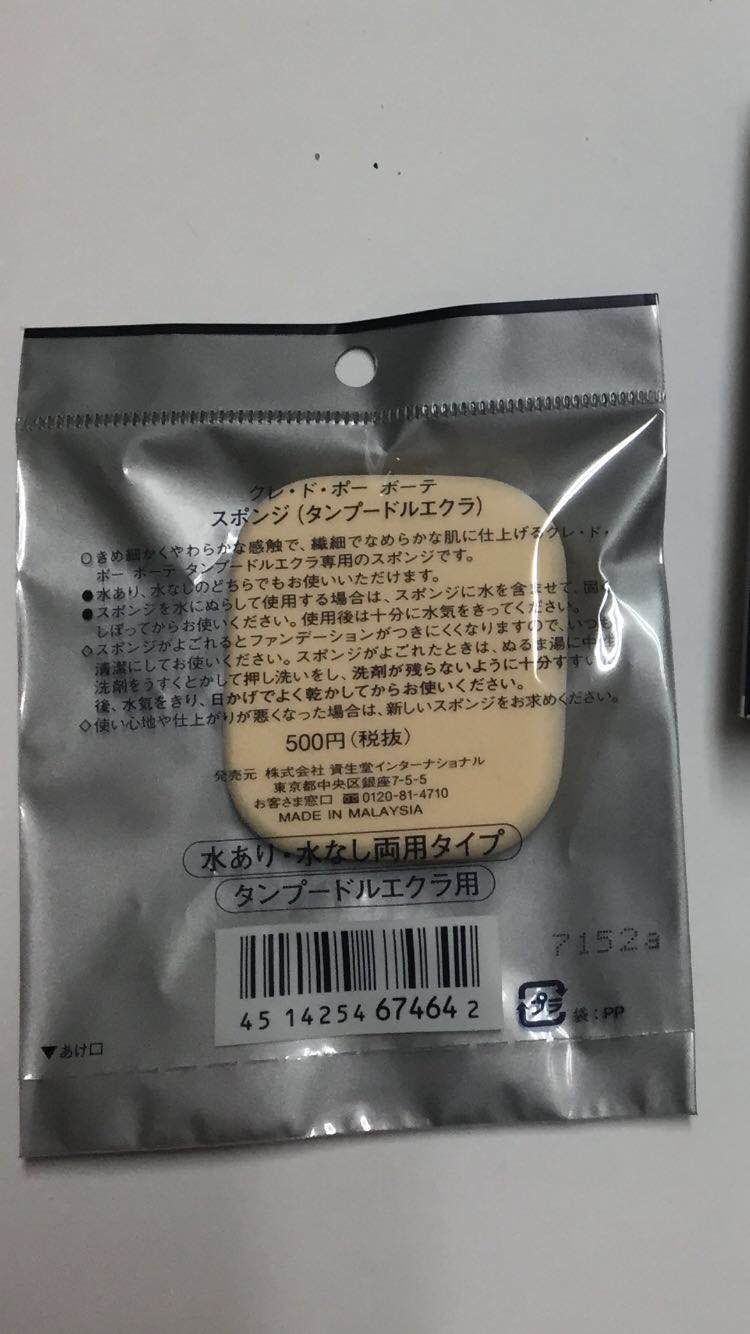 クレ・ド・ポー ボーテ
スポンジ(タンプードルエクラ)
○きめ細かくやわらかな感触で、繊細でなめらかな肌に仕上げるクレ・ド・
ポー ボーテ タンプードルエクラ専用のスポンジです。
●水あり、水なしのどちらでもお使いいただけます。
●スポンジを水にぬらして使用する場合は、スポンジに水を含ませて、固く
しぼってからお使いください。使用後は十分に水気をきってください。
◇スポンジがよごれるとファンデーションがつきにくくなりますので、いつも
清潔にしてお使いください。スポンジがよごれたときは、ぬるま湯に中性
洗剤をうすくとかして押し洗いをし、洗剤が残らないように十分すすいだ
後、水気をきり、日かげでよく乾かしてからお使いください。
◇使い心地や仕上がりが悪くなった場合は、新しいスポンジをお求めください。
500円(税抜)
発売元 株式会社 資生堂インターナショナル
東京都中央区銀座7-5-5
お客さま窓口 0120-81-4710
MADE IN MALAYSIA
水あり・水なし両用タイプ
タンプードルエクラ用
7152a
4514254674642
プラ 袋:PP
▼あけ口